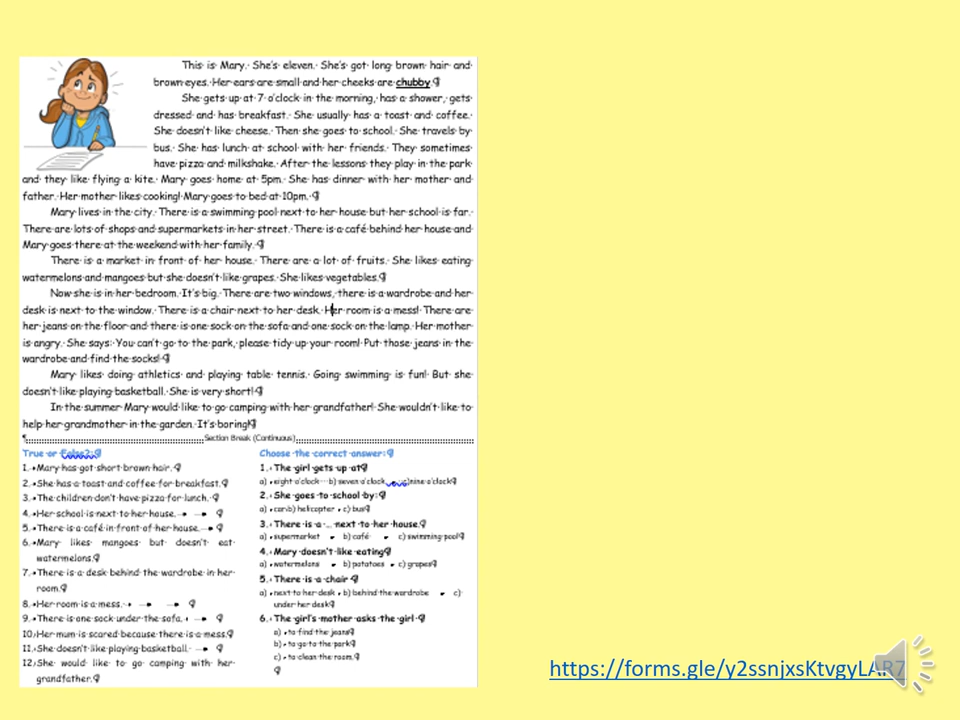 This is Mary. She's eleven. She's got long brown hair and
brown eyes. Her ears are small and her cheeks are chubby.
She gets up at 7 o'clock in the morning, has a shower, gets
dressed and has breakfast. She usually has a toast and coffee.
She doesn't like cheese. Then she goes to school. She travels by
bus. She has lunch at school with her friends. They sometimes
have pizza and milkshake. After the lessons they play in the park
and they like flying a kite. Mary goes home at 5pm. She has dinner with her mother and
father. Her mother likes cooking! Mary goes to bed at 10pm.
Mary lives in the city. There is a swimming pool next to her house but her school is far.
There are lots of shops and supermarkets in her street. There is a café behind her house and
Mary goes there at the weekend with her family.
There is a market in front of her house. There are a lot of fruits. She likes eating
watermelons and mangoes but she doesn't like grapes. She likes vegetables.
Now she is in her bedroom. It's big. There are two windows, there is a wardrobe and her
desk is next to the window. There is a chair next to her desk. Her room is a mess! There are
her jeans on the floor and there is one sock on the sofa and one sock on the lamp. Her mother
is angry. She says: You can't go to the park, please tidy up your room! Put those jeans in the
wardrobe and find the socks!
Mary likes doing athletics and playing table tennis. Going swimming is fun! But she
doesn't like playing basketball. She is very short!
In the summer Mary would like to go camping with her grandfather! She wouldn't like to
help her grandmother in the garden. It's boring!
Section Break (Continuous)
True or False?:
1. Mary has got short brown hair.
2. She has a toast and coffee for breakfast.
3. The children don't have pizza for lunch.
4. Her school is next to her house.
5. There is a café in front of her house.
6. Mary likes mangoes but doesn't eat
watermelons.
7. There is a desk behind the wardrobe in her
room.
8. Her room is a mess.
9. There is one sock under the sofa.
10. Her mum is scared because there is a mess.
11. She doesn't like playing basketball.
12. She would like to go camping with her
grandfather.
Choose the correct answer:
1. The girl gets up at
a) eight o'clock b) seven o'clock c) nine o'clock
2. She goes to school by:
a) car b) helicopter c) bus
3. There is a ... next to her house.
a) supermarket b) café c) swimming pool
4. Mary doesn't like eating
a) watermelons b) potatoes c) grapes
5. There is a chair
a) next to her desk b) behind the wardrobe c)
under her desk
6. The girl's mother asks the girl
a) to find the jeans
b) to go to the park
c) to clean the room.
https://forms.gle/y2ssnjxsKtvgyLAR7